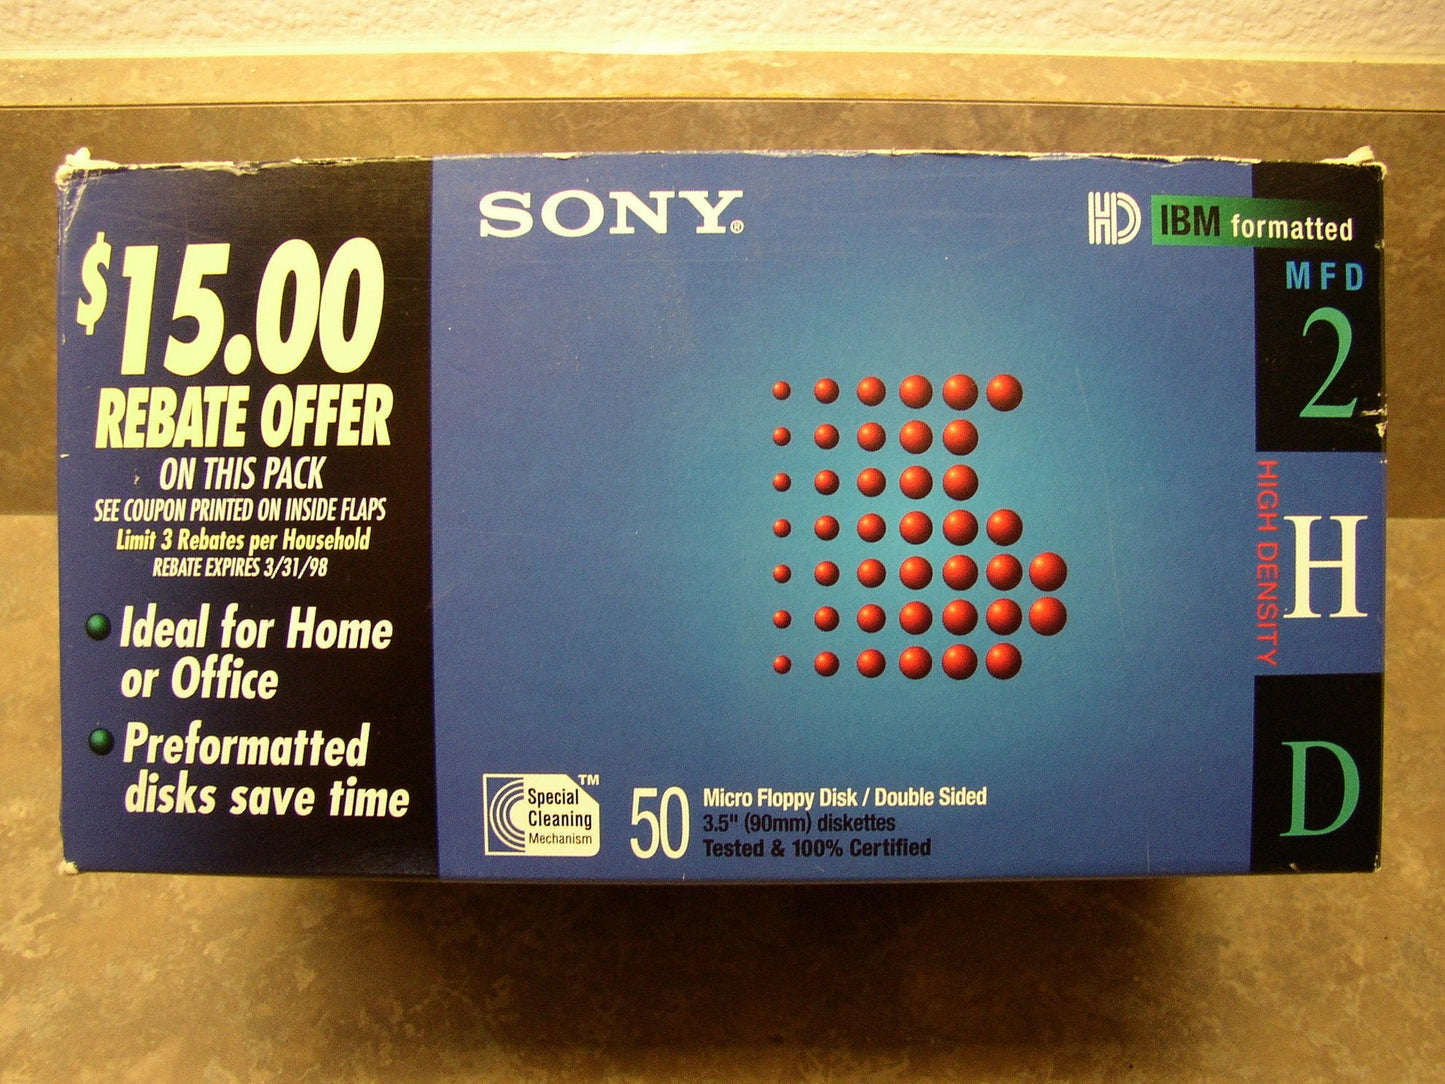 $15.00
REBATE OFFER
ON THIS PACK
SEE COUPON PRINTED ON INSIDE FLAPS
Limit 3 Rebates per Household
REBATE EXPIRES 3/31/98
Ideal for Home
or Office
Preformatted
disks save time
SONY®
HD IBM formatted
MFD
2
HIGH DENSITY
H
D
Special
Cleaning
Mechanism
TM
50
Micro Floppy Disk / Double Sided
3.5" (90mm) diskettes
Tested & 100% Certified